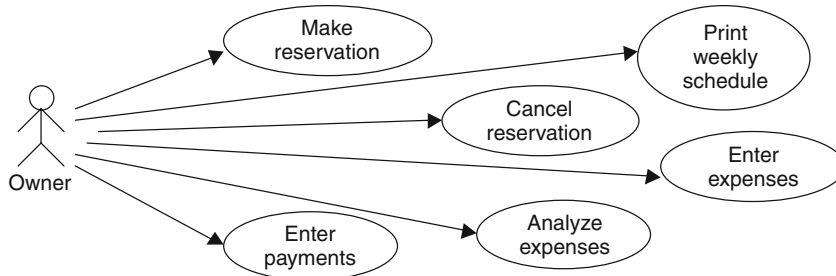 Make
reservation
Print
weekly
schedule
Cancel
reservation
Owner
Enter
expenses
Enter
payments
Analyze
expenses